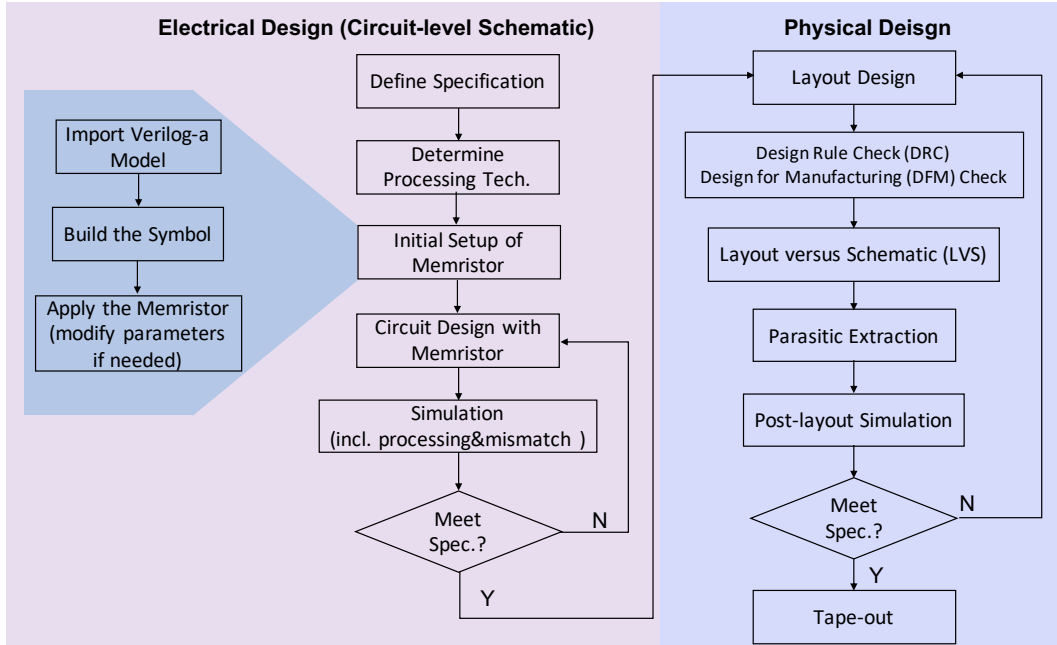 Electrical Design (Circuit-level Schematic)
Define Specification
Determine
Processing Tech.
Initial Setup of
Memristor
Import Verilog-a
Model
Build the Symbol
Apply the Memristor
(modify parameters
if needed)
Circuit Design with
Memristor
Simulation
(incl. processing&mismatch )
Meet
Spec.?
N
Y
Physical Deisgn
Layout Design
Design Rule Check (DRC)
Design for Manufacturing (DFM) Check
Layout versus Schematic (LVS)
Parasitic Extraction
Post-layout Simulation
Meet
Spec.?
N
Y
Tape-out